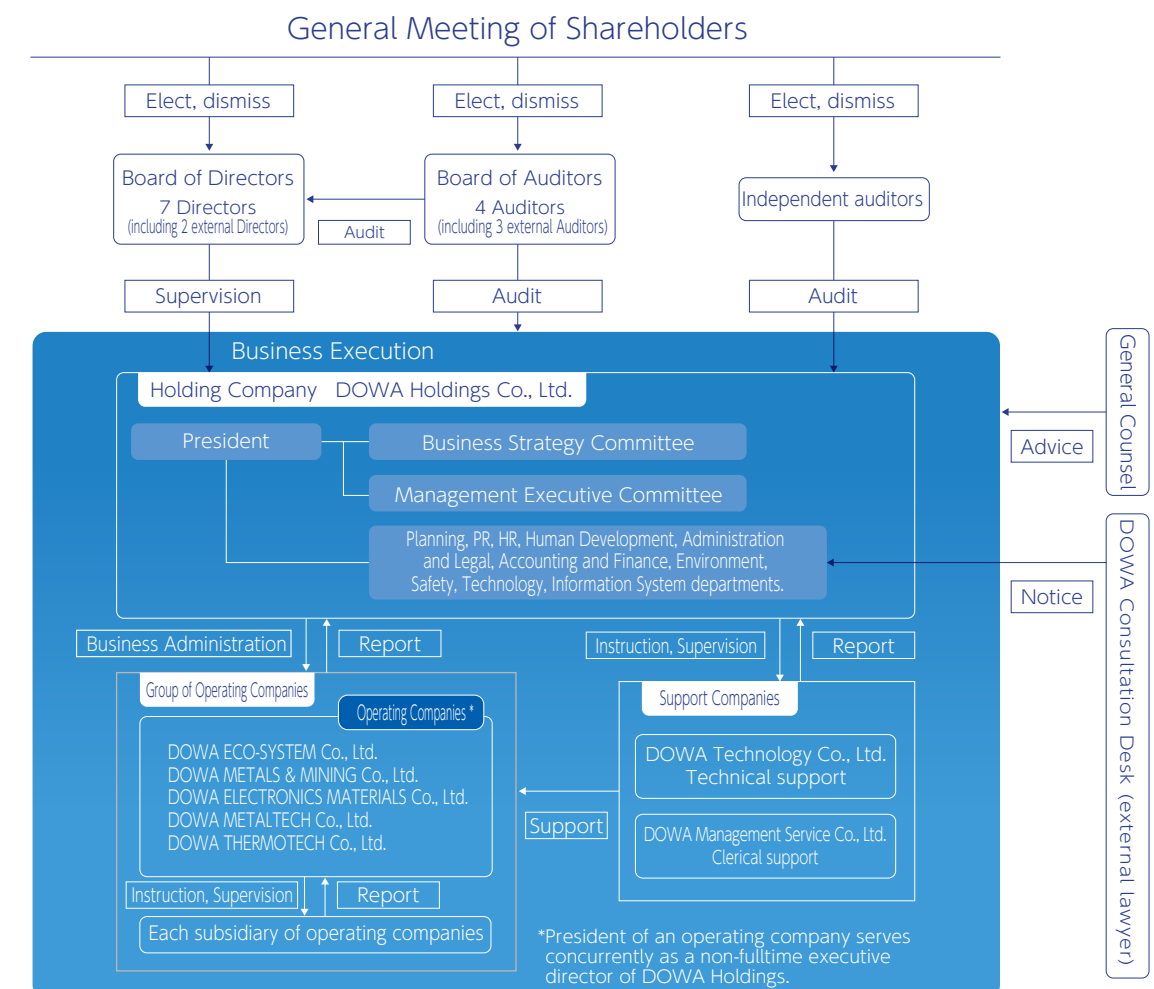 General Meeting of Shareholders
Elect, dismiss
Elect, dismiss
Elect, dismiss
Board of Directors
7 Directors
(including 2 external Directors)
Audit
Board of Auditors
4 Auditors
(including 3 external Auditors)
Independent auditors
Supervision
Audit
Audit
Business Execution
Holding Company DOWA Holdings Co., Ltd.
President
Business Strategy Committee
Management Executive Committee
Planning, PR, HR, Human Development, Administration
and Legal, Accounting and Finance, Environment,
Safety, Technology, Information System departments.
General Counsel
Advice
DOWA Consultation Desk (external lawyer)
Notice
Business Administration
Report
Instruction, Supervision
Report
Group of Operating Companies
Operating Companies *
DOWA ECO-SYSTEM Co., Ltd.
DOWA METALS & MINING Co., Ltd.
DOWA ELECTRONICS MATERIALS Co., Ltd.
DOWA METALTECH Co., Ltd.
DOWA THERMOTECH Co., Ltd.
Instruction, Supervision
Report
Each subsidiary of operating companies
Support
Support Companies
DOWA Technology Co., Ltd.
Technical support
DOWA Management Service Co., Ltd.
Clerical support
*President of an operating company serves
concurrently as a non-fulltime executive
director of DOWA Holdings.